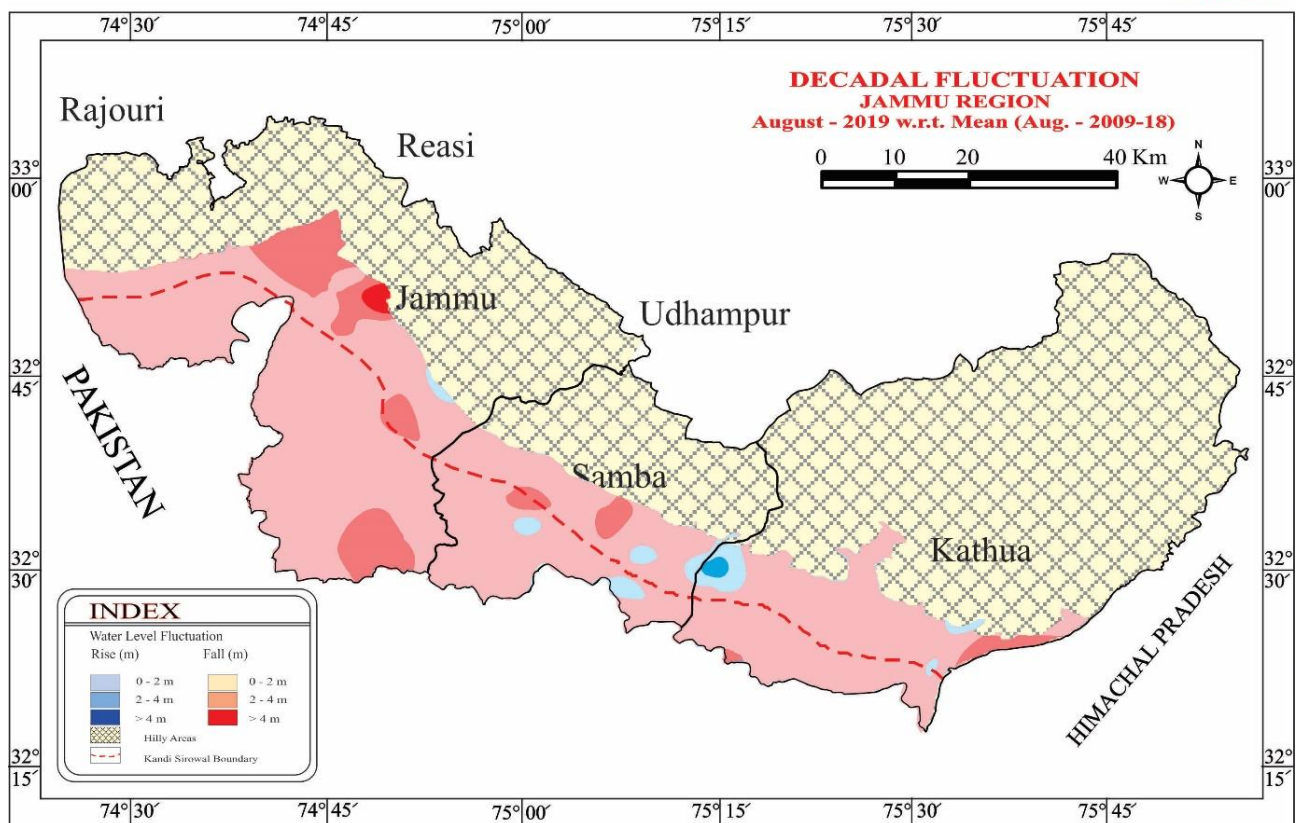 74°30´ 74°45´ 75°00´ 75°15´ 75°30´ 75°45´
DECADAL FLUCTUATION
JAMMU REGION
August - 2019 w.r.t. Mean (Aug. - 2009-18)
0 10 20 40 Km
N
W E
S
Rajouri
Reasi
33°
00´
33°
00´
Jammu
Udhampur
32°
45´
32°
45´
PAKISTAN
Samba
Kathua
32°
30´
32°
30´
HIMACHAL PRADESH
INDEX
Water Level Fluctuation
Rise (m) Fall (m)
0 - 2 m 0 - 2 m
2 - 4 m 2 - 4 m
> 4 m > 4 m
Hilly Areas
Kandi Sirowal Boundary
32°
15´
32°
15´
74°30´ 74°45´ 75°00´ 75°15´ 75°30´ 75°45´